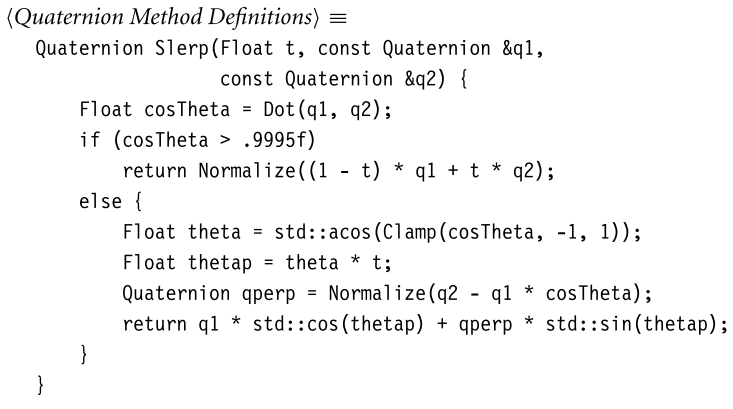 ⟨Quaternion Method Definitions⟩ ≡
Quaternion Slerp(Float t, const Quaternion &q1,
const Quaternion &q2) {
Float cosTheta = Dot(q1, q2);
if (cosTheta > .9995f)
return Normalize((1 - t) * q1 + t * q2);
else {
Float theta = std::acos(Clamp(cosTheta, -1, 1));
Float thetap = theta * t;
Quaternion qperp = Normalize(q2 - q1 * cosTheta);
return q1 * std::cos(thetap) + qperp * std::sin(thetap);
}
}